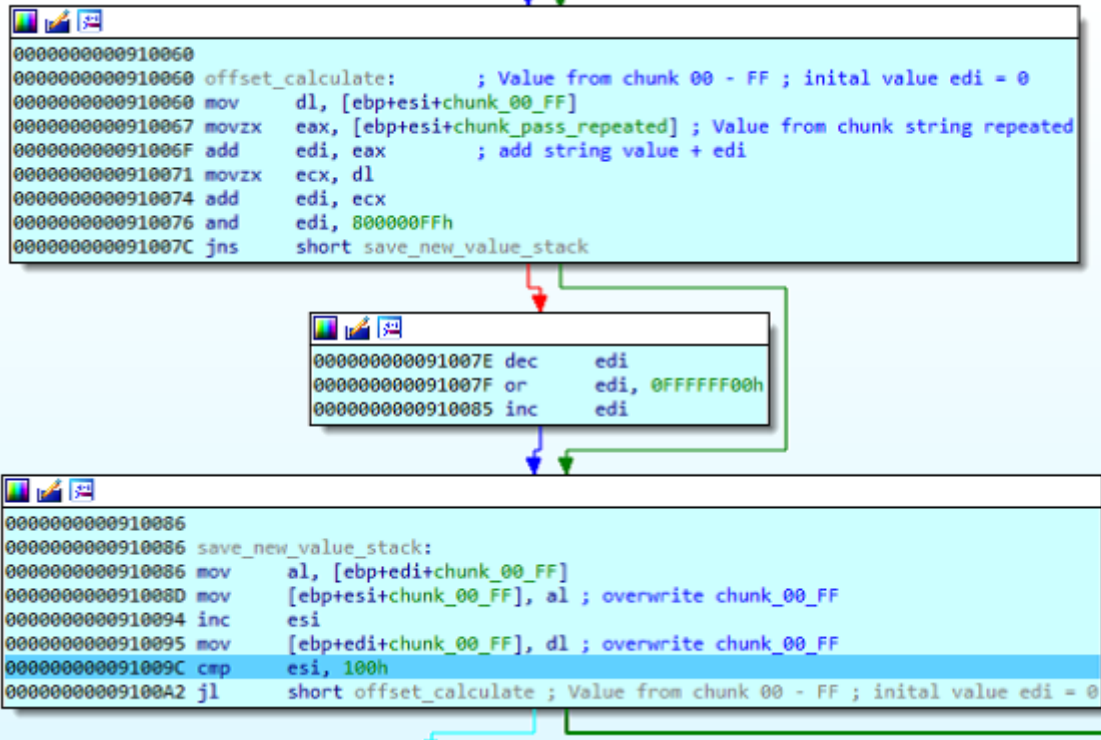 0000000000910060
0000000000910060 offset_calculate: ; Value from chunk 00 - FF ; inital value edi = 0
0000000000910060 mov dl, [ebp+esi+chunk_00_FF]
0000000000910067 movzx eax, [ebp+esi+chunk_pass_repeated] ; Value from chunk string repeated
000000000091006F add edi, eax ; add string value + edi
0000000000910071 movzx ecx, dl
0000000000910074 add edi, ecx
0000000000910076 and edi, 800000FFh
000000000091007C jns short save_new_value_stack
000000000091007E dec edi
000000000091007F or edi, 0FFFFFF00h
0000000000910085 inc edi
0000000000910086
0000000000910086 save_new_value_stack:
0000000000910086 mov al, [ebp+edi+chunk_00_FF]
000000000091008D mov [ebp+esi+chunk_00_FF], al ; overwrite chunk_00_FF
0000000000910094 inc esi
0000000000910095 mov [ebp+edi+chunk_00_FF], dl ; overwrite chunk_00_FF
000000000091009C cmp esi, 100h
00000000009100A2 jl short offset_calculate ; Value from chunk 00 - FF ; inital value edi = 0